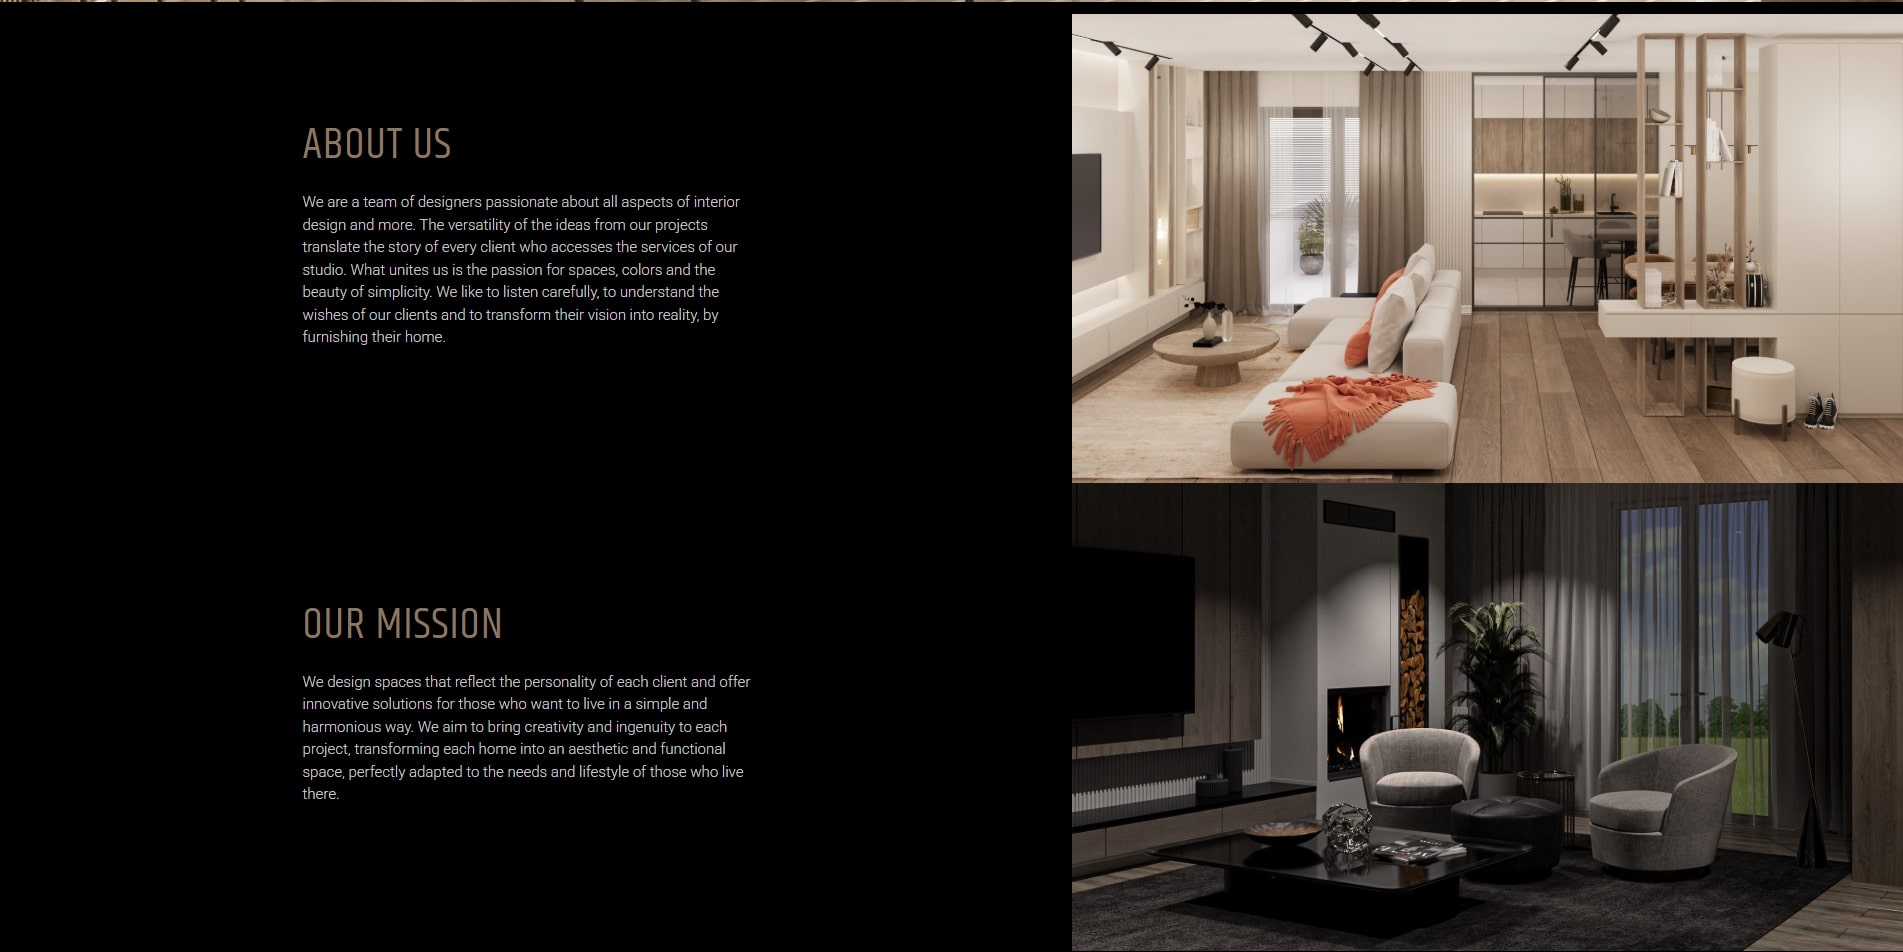 ABOUT US
We are a team of designers passionate about all aspects of interior
design and more. The versatility of the ideas from our projects
translate the story of every client who accesses the services of our
studio. What unites us is the passion for spaces, colors and the
beauty of simplicity. We like to listen carefully, to understand the
wishes of our clients and to transform their vision into reality, by
furnishing their home.
OUR MISSION
We design spaces that reflect the personality of each client and offer
innovative solutions for those who want to live in a simple and
harmonious way. We aim to bring creativity and ingenuity to each
project, transforming each home into an aesthetic and functional
space, perfectly adapted to the needs and lifestyle of those who live
there.